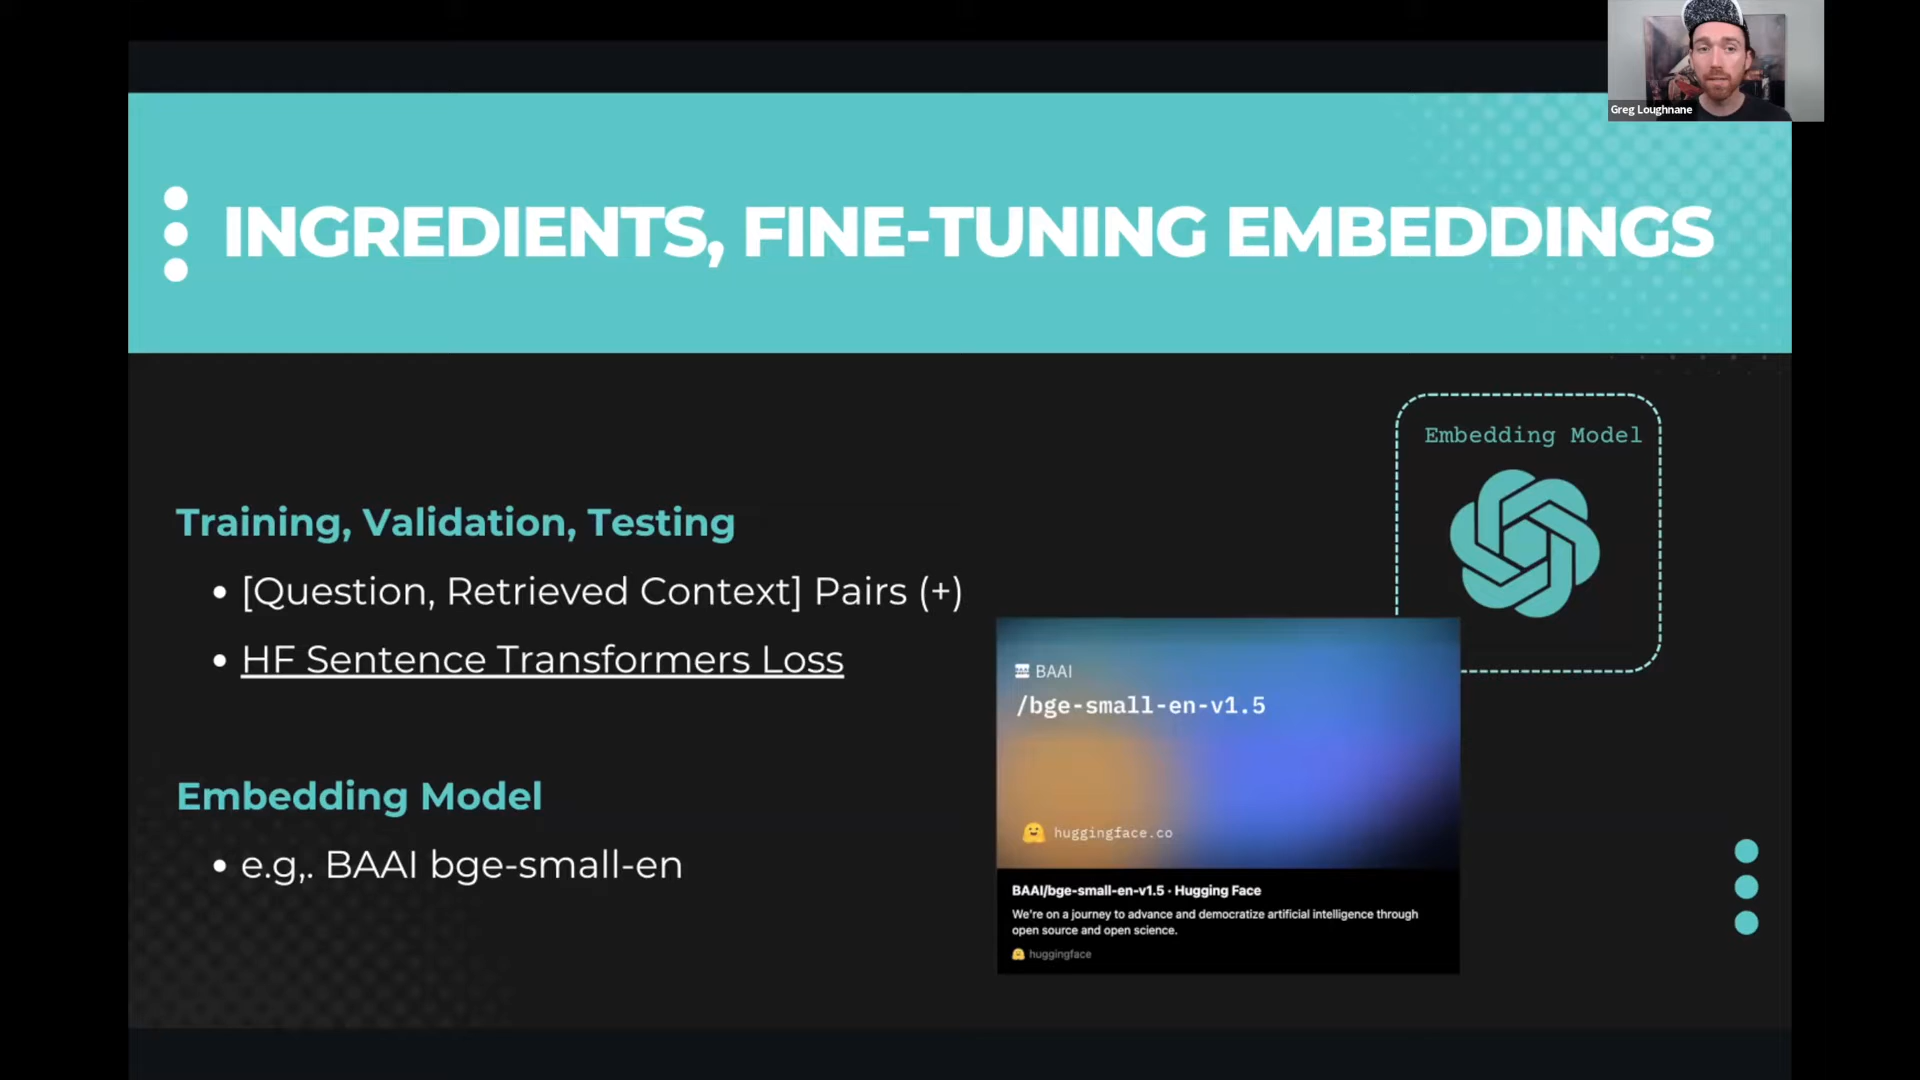 Greg Loughnane
INGREDIENTS, FINE-TUNING EMBEDDINGS
Embedding Model
Training, Validation, Testing
• [Question, Retrieved Context] Pairs (+)
• HF Sentence Transformers Loss
BAAI
/bge-small-en-v1.5
huggingface.co
BAAI/bge-small-en-v1.5 · Hugging Face
We're on a journey to advance and democratize artificial intelligence through
open source and open science.
huggingface
Embedding Model
• e.g,. BAAI bge-small-en